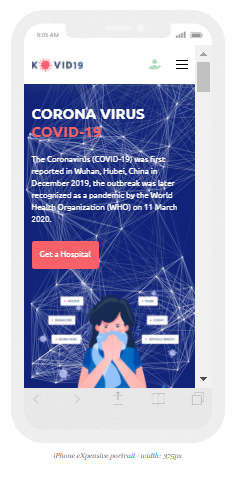 8:05 AM
K VID19
CORONA VIRUS
COVID-19
The Coronavirus (COVID-19) was first
reported in Wuhan, Hubei, China in
December 2019, the outbreak was later
recognized as a pandemic by the World
Health Organization (WHO) on 11 March
2020.
Get a Hospital
iPhone eXpensive portrait · width: 375px